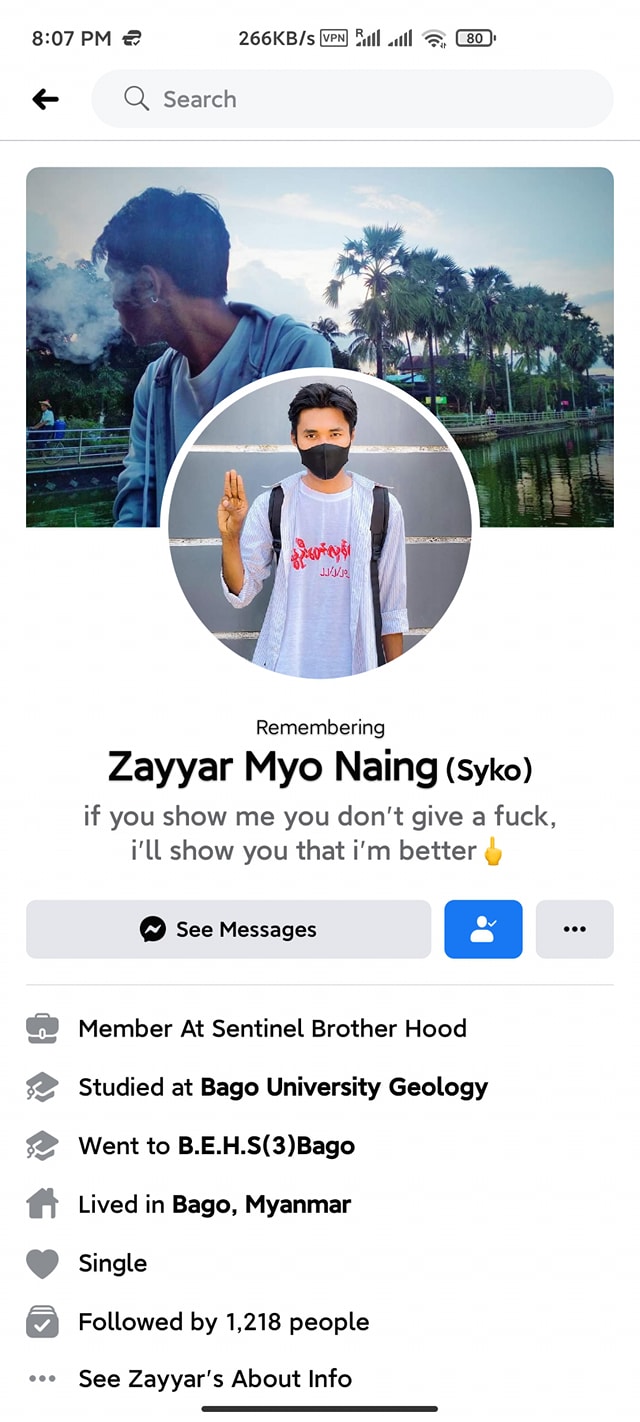 8:07 PM 266KB/s VPN R 80
Search
Remembering
Zayyar Myo Naing (Syko)
if you show me you don't give a fuck,
i'll show you that i'm better🖕
See Messages
Member At Sentinel Brother Hood
Studied at Bago University Geology
Went to B.E.H.S(3)Bago
Lived in Bago, Myanmar
Single
Followed by 1,218 people
See Zayyar's About Info